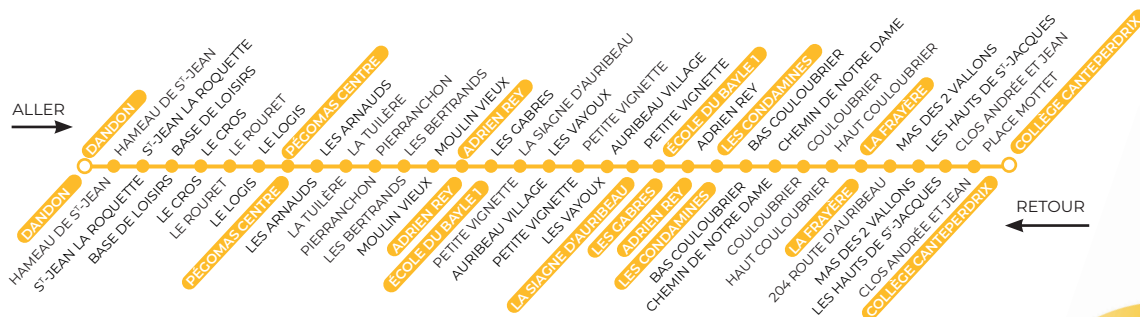 ALLER
DANDON
HAMEAU DE Sᵀ-JEAN
Sᵀ-JEAN LA ROQUETTE
BASE DE LOISIRS
LE CROS
LE ROURET
LE LOGIS
PÉGOMAS CENTRE
LES ARNAUDS
LA TUILÈRE
PIERRANCHON
LES BERTRANDS
MOULIN VIEUX
ADRIEN REY
LES GABRES
LA SIAGNE D'AURIBEAU
LES VAYOUX
PETITE VIGNETTE
AURIBEAU VILLAGE
PETITE VIGNETTE
ÉCOLE DU BAYLE 1
ADRIEN REY
LES CONDAMINES
BAS COULOUBRIER
CHEMIN DE NOTRE DAME
COULOUBRIER
HAUT COULOUBRIER
LA FRAYÈRE
MAS DES 2 VALLONS
LES HAUTS DE Sᵀ-JACQUES
CLOS ANDRÉE ET JEAN
PLACE MOTTET
COLLÈGE CANTEPERDRIX
DANDON
HAMEAU DE Sᵀ-JEAN
Sᵀ-JEAN LA ROQUETTE
BASE DE LOISIRS
LE CROS
LE ROURET
LE LOGIS
PÉGOMAS CENTRE
LES ARNAUDS
LA TUILÈRE
PIERRANCHON
LES BERTRANDS
MOULIN VIEUX
ADRIEN REY
ÉCOLE DU BAYLE 1
PETITE VIGNETTE
AURIBEAU VILLAGE
PETITE VIGNETTE
LES VAYOUX
LA SIAGNE D'AURIBEAU
LES GABRES
ADRIEN REY
LES CONDAMINES
BAS COULOUBRIER
CHEMIN DE NOTRE DAME
COULOUBRIER
HAUT COULOUBRIER
LA FRAYÈRE
204 ROUTE D'AURIBEAU
MAS DES 2 VALLONS
LES HAUTS DE Sᵀ-JACQUES
CLOS ANDRÉE ET JEAN
COLLÈGE CANTEPERDRIX
RETOUR